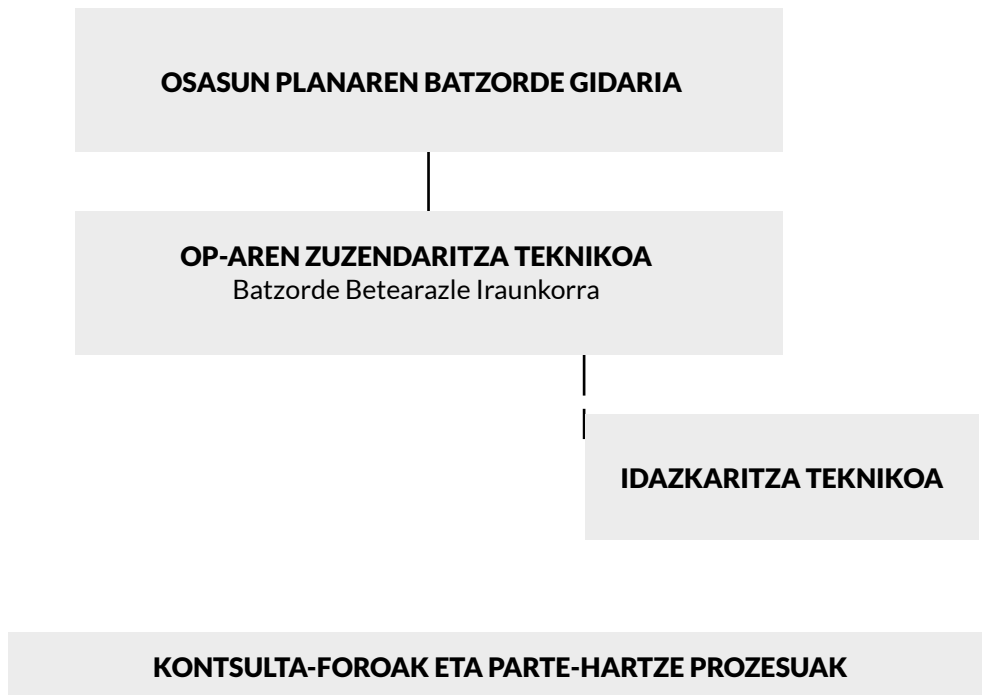 OSASUN PLANAREN BATZORDE GIDARIA
OP-AREN ZUZENDARITZA TEKNIKOA
Batzorde Betearazle Iraunkorra
IDAZKARITZA TEKNIKOA
KONTSULTA-FOROAK ETA PARTE-HARTZE PROZESUAK